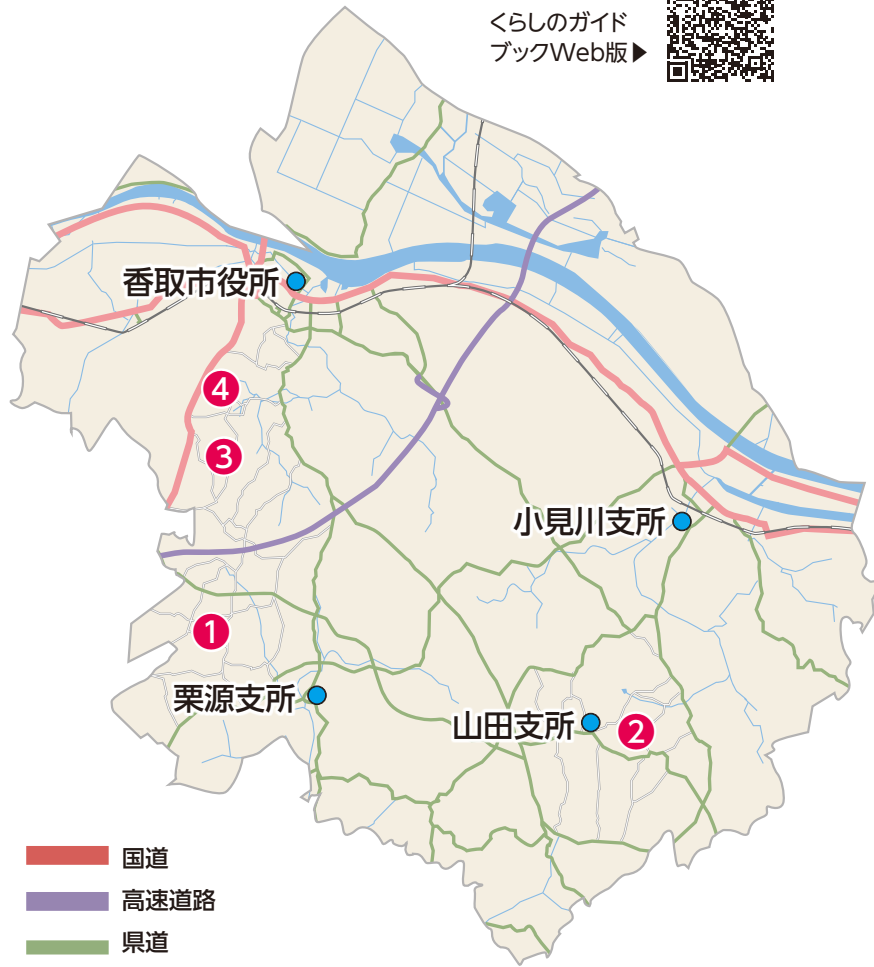 くらしのガイド
ブックWeb版▶
香取市役所
4
3
小見川支所
1
栗源支所
山田支所
2
国道
高速道路
県道